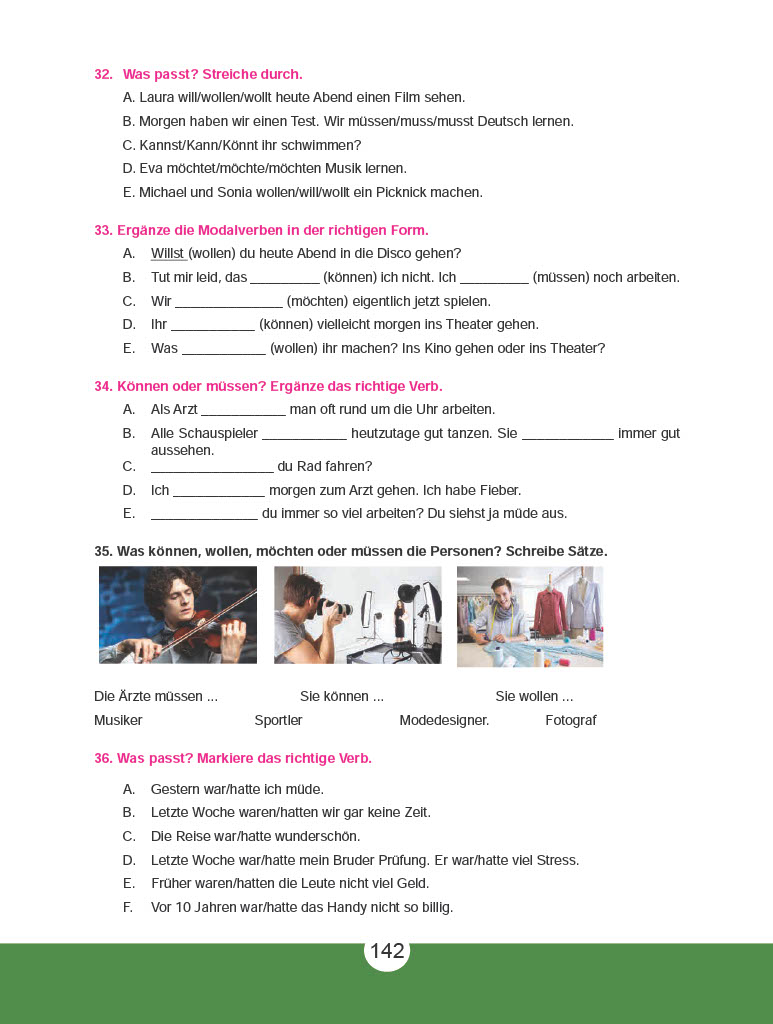 32. Was passt? Streiche durch.
A. Laura will/wollen/wollt heute Abend einen Film sehen.
B. Morgen haben wir einen Test. Wir müssen/muss/musst Deutsch lernen.
C. Kannst/Kann/Könnt ihr schwimmen?
D. Eva möchtet/möchte/möchten Musik lernen.
E. Michael und Sonia wollen/will/wollt ein Picknick machen.
33. Ergänze die Modalverben in der richtigen Form.
A. Willst (wollen) du heute Abend in die Disco gehen?
B. Tut mir leid, das _________ (können) ich nicht. Ich _________ (müssen) noch arbeiten.
C. Wir ______________ (möchten) eigentlich jetzt spielen.
D. Ihr ___________ (können) vielleicht morgen ins Theater gehen.
E. Was ___________ (wollen) ihr machen? Ins Kino gehen oder ins Theater?
34. Können oder müssen? Ergänze das richtige Verb.
A. Als Arzt ___________ man oft rund um die Uhr arbeiten.
B. Alle Schauspieler ___________ heutzutage gut tanzen. Sie ____________ immer gut
aussehen.
C. ________________ du Rad fahren?
D. Ich ____________ morgen zum Arzt gehen. Ich habe Fieber.
E. ______________ du immer so viel arbeiten? Du siehst ja müde aus.
35. Was können, wollen, möchten oder müssen die Personen? Schreibe Sätze.
Die Ärzte müssen ... Sie können ... Sie wollen ...
Musiker Sportler Modedesigner. Fotograf
36. Was passt? Markiere das richtige Verb.
A. Gestern war/hatte ich müde.
B. Letzte Woche waren/hatten wir gar keine Zeit.
C. Die Reise war/hatte wunderschön.
D. Letzte Woche war/hatte mein Bruder Prüfung. Er war/hatte viel Stress.
E. Früher waren/hatten die Leute nicht viel Geld.
F. Vor 10 Jahren war/hatte das Handy nicht so billig.
142